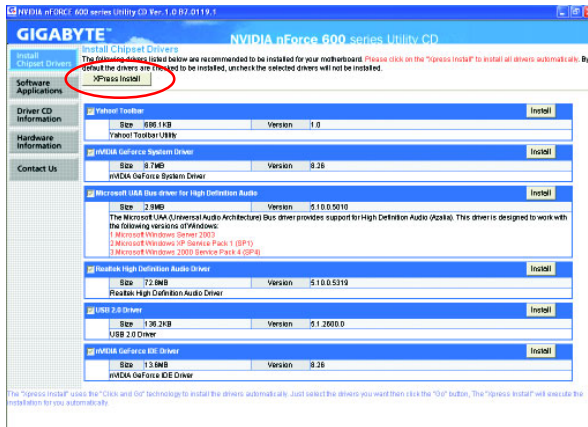 NVIDIA nFORCE 600 series Utility CD Ver.1.0 B7.0119.1
GIGABYTE™
NVIDIA nForce 600 series Utility CD
Install
Chipset Drivers
Software
Applications
Driver CD
Information
Hardware
Information
Contact Us
Install Chipset Drivers
The following drivers listed below are recommended to be installed for your motherboard. Please click on the "Xpress Install" to install all drivers automatically. By
default the drivers are checked to be installed, uncheck the selected drivers will not be installed.
XPress Install
Yahoo! Toolbar Install
Size 686.1KB Version 1.0
Yahoo! Toolbar Utility
nVIDIA GeForce System Driver Install
Size 8.7MB Version 8.26
nVIDIA GeForce System Driver
Microsoft UAA Bus driver for High Definition Audio Install
Size 2.9MB Version 5.10.0.5010
The Microsoft UAA (Universal Audio Architecture) Bus driver provides support for High Definition Audio (Azalia). This driver is designed to work with
the following versions of Windows:
1.Microsoft Windows Server 2003
2.Microsoft Windows XP Service Pack 1 (SP1)
3.Microsoft Windows 2000 Service Pack 4 (SP4)
Realtek High Definition Audio Driver Install
Size 72.6MB Version 5.10.0.5319
Realtek High Definition Audio Driver
USB 2.0 Driver Install
Size 136.2KB Version 5.1.2600.0
USB 2.0 Driver
nVIDIA GeForce IDE Driver Install
Size 13.6MB Version 8.26
nVIDIA GeForce IDE Driver
The "Xpress Install" uses the "Click and Go" technology to install the drivers automatically. Just select the drivers you want then click the "Go" button, The "Xpress Install" will execute the
installation for you automatically.